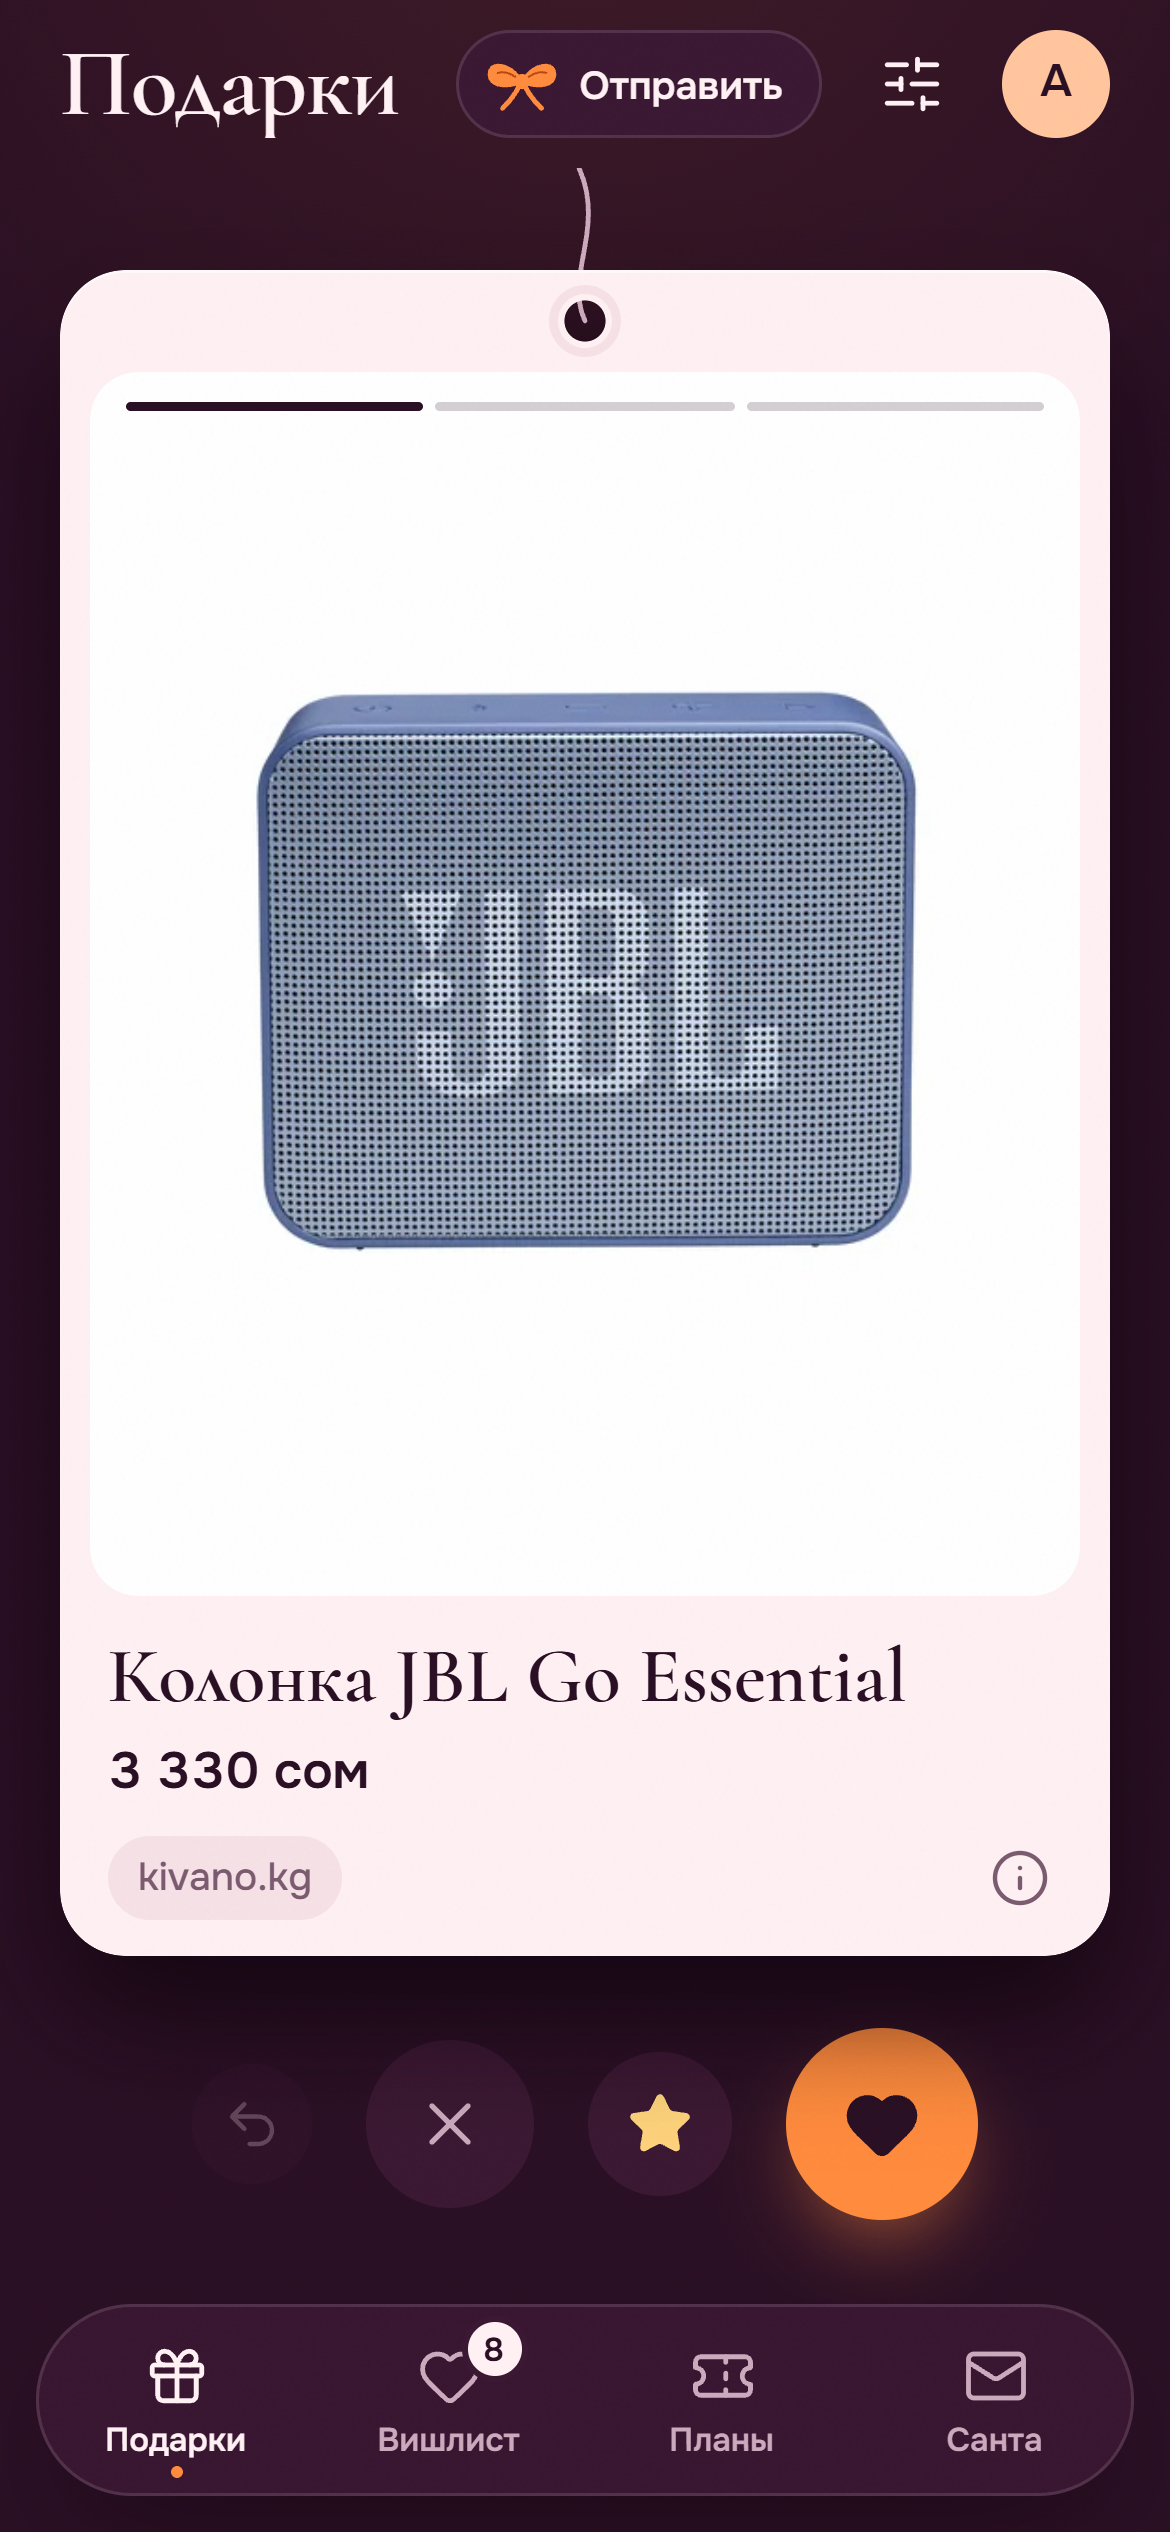 Подарки
Отправить
A
JBL
Колонка JBL Go Essential
3 330 сом
kivano.kg
8
Подарки
Вишлист
Планы
Санта